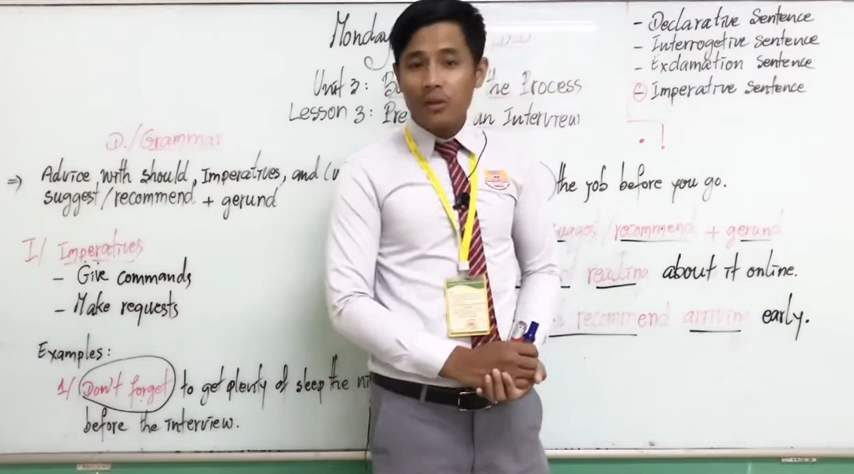 Monday
Unit 2: the Process
Lesson 3: Pre an Interview
- Declarative Sentence
- Interrogetive Sentence
- Exclamation Sentence
- Imperative Sentence
. !
D./ Grammar
⇒ Advice with should, Imperatives, and
suggest/recommend + gerund
I./ Imperatives
- Give commands
- Make requests
Examples:
1/ Don't forget to get plenty of sleep the
before the interview.
the job before you go.
/recommend + gerund
reading about it online.
recommend arriving early.